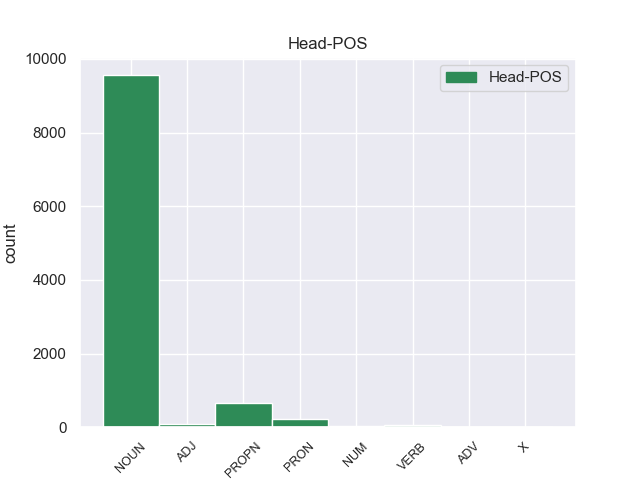 Head-POS
Head-POS
10000
8000
6000
4000
2000
0
count
NOUN
ADJ
PROPN
PRON
NUM
VERB
ADV
X